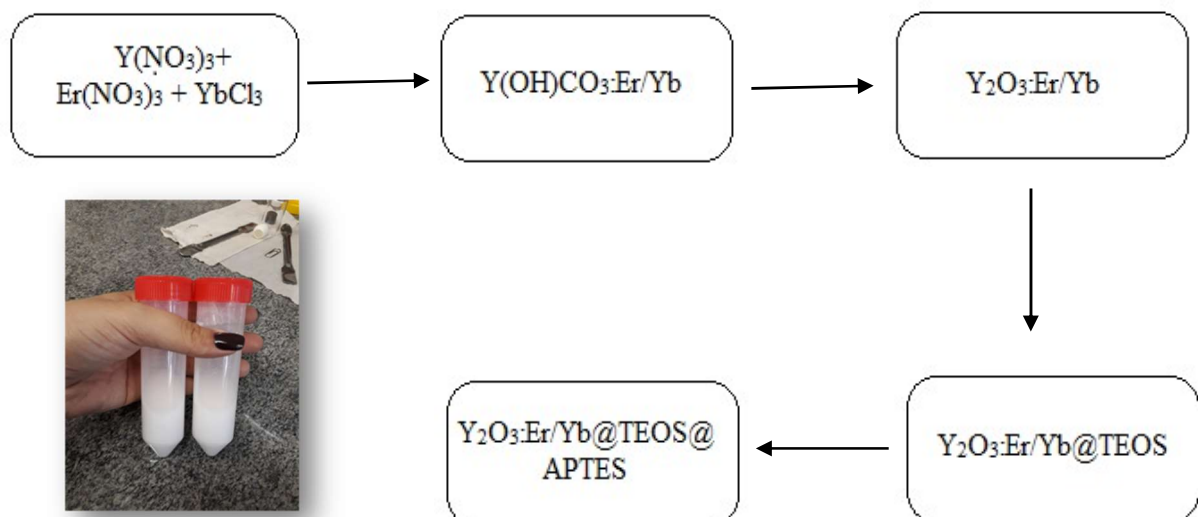 Y(NO₃)₃+
Er(NO₃)₃ + YbCl₃
Y(OH)CO₃:Er/Yb
Y₂O₃:Er/Yb
Y₂O₃:Er/Yb@TEOS
Y₂O₃:Er/Yb@TEOS@
APTES